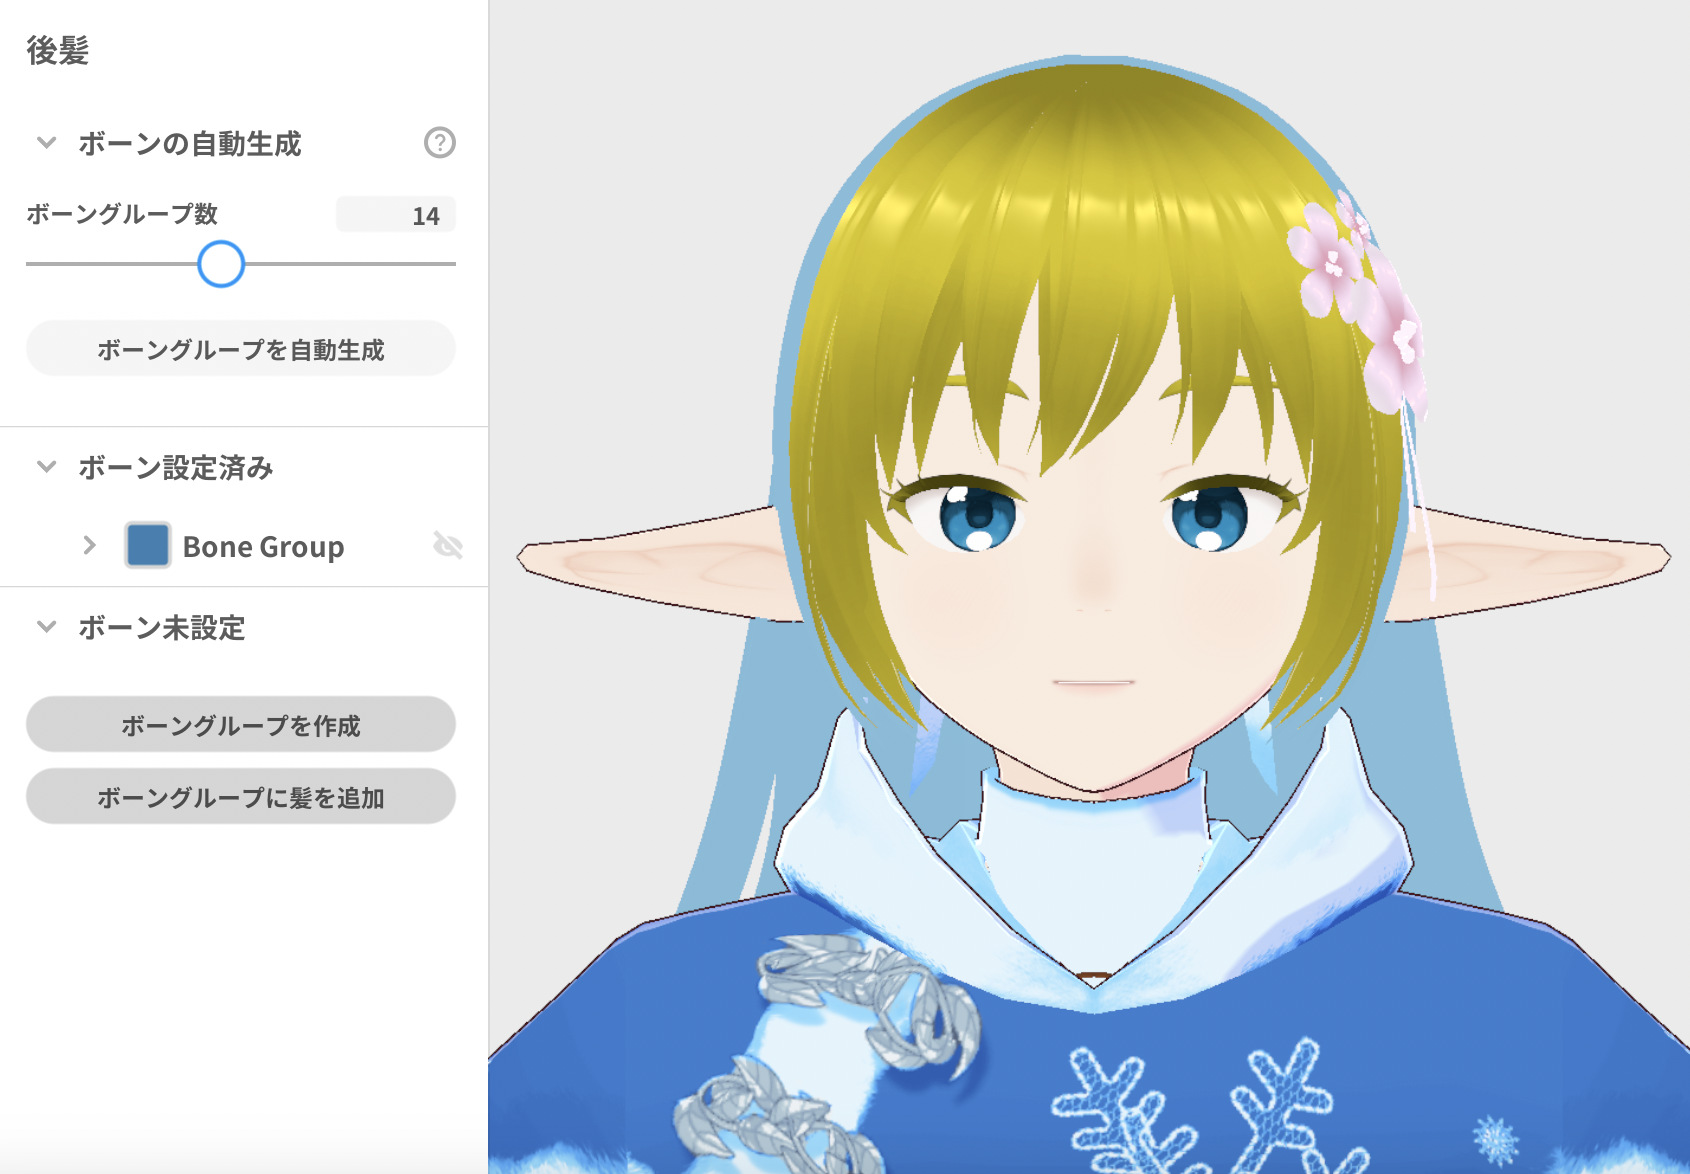 後髪
ボーンの自動生成
ボーングループ数
14
ボーングループを自動生成
ボーン設定済み
Bone Group
ボーン未設定
ボーングループを作成
ボーングループに髪を追加